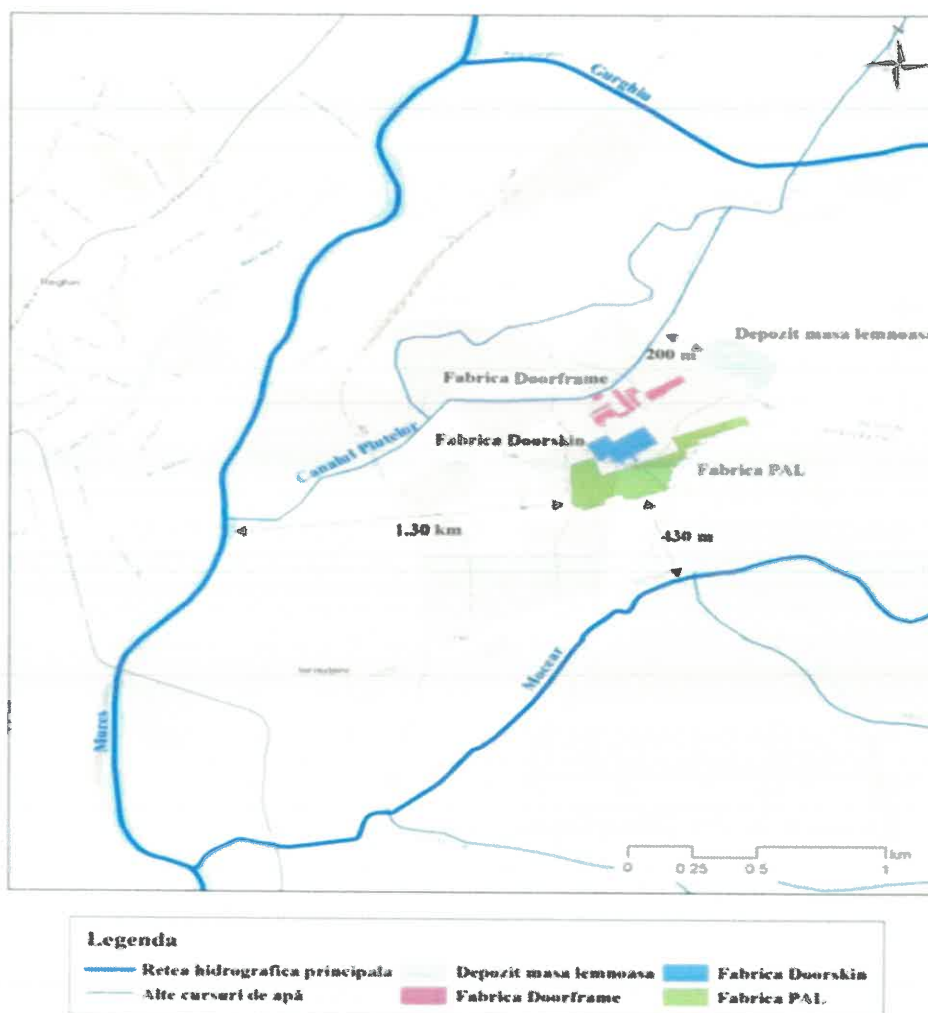 Gurghiu
Reghin
Depozit masa lemnoasa
200 m
Fabrica Doorframe
Canalul Plutelor
Fabrica Doorskin
Fabrica PAL
1.30 km
430 m
Mocear
Mures
km
0 0.25 0.5 1
Legenda
Retea hidrografica principala Depozit masa lemnoasa Fabrica Doorskin
Alte cursuri de apă Fabrica Doorframe Fabrica PAL